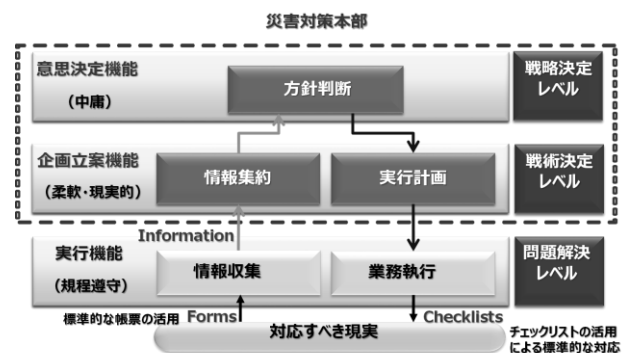 災害対策本部
意思決定機能
（中庸）
方針判断
戦略決定
レベル
企画立案機能
（柔軟・現実的）
情報集約
実行計画
戦術決定
レベル
Information
実行機能
（規程遵守）
情報収集
業務執行
問題解決
レベル
標準的な帳票の活用
Forms
Checklists
対応すべき現実
チェックリストの活用
による標準的な対応